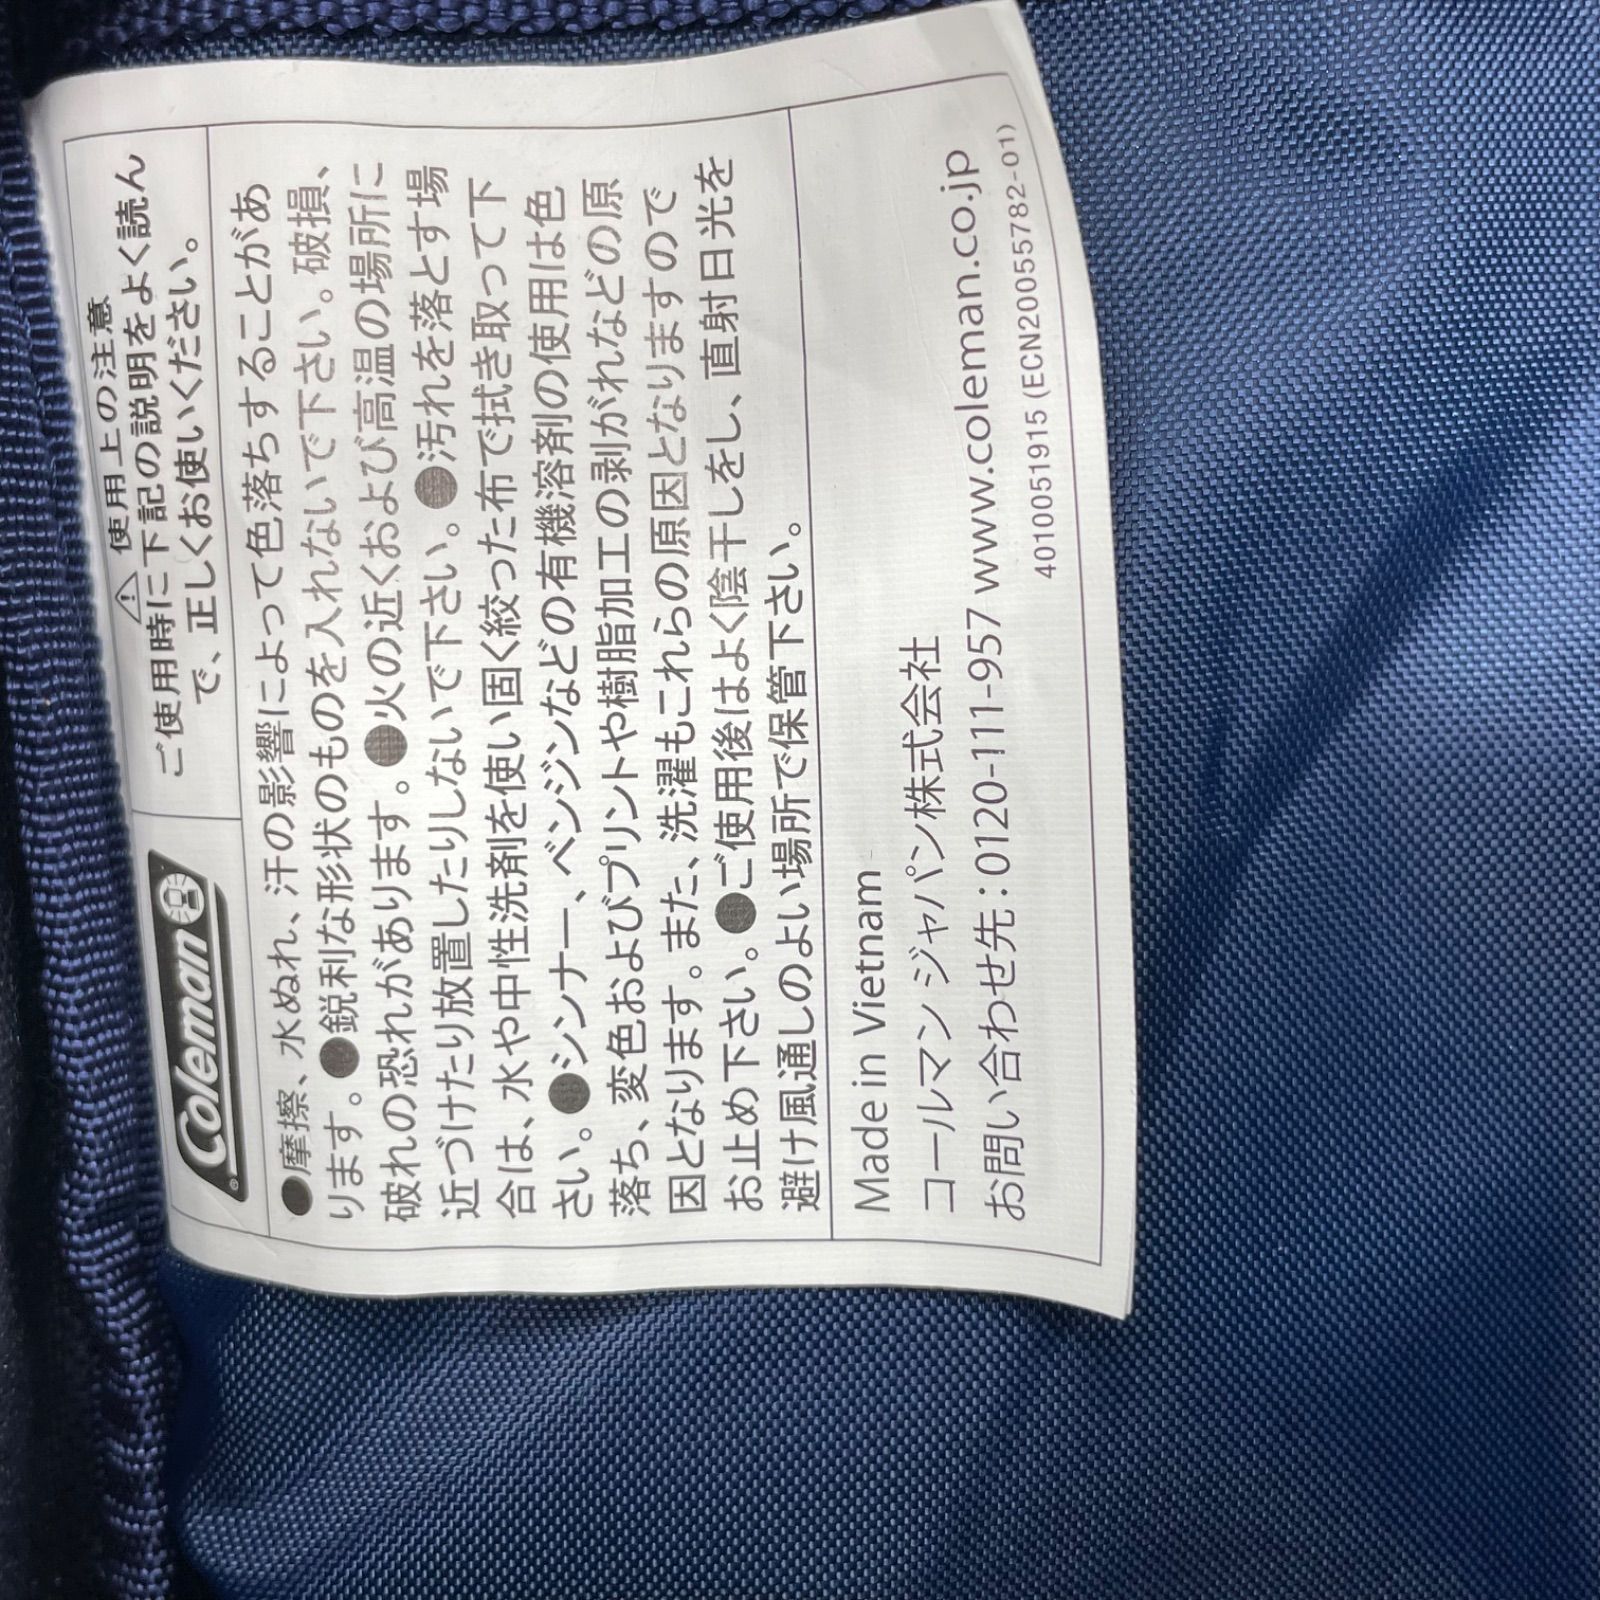 Coleman®
使用上の注意
ご使用時に下記の説明をよく読ん
で、正しくお使いください。
●摩擦、水ぬれ、汗の影響によって色落ちすることがあ
ります。●鋭利な形状のものを入れないで下さい。破損、
破れの恐れがあります。●火の近くおよび高温の場所に
近づけたり放置したりしないで下さい。●汚れを落とす場
合は、水や中性洗剤を使い固く絞った布で拭き取って下
さい。●シンナー、ベンジンなどの有機溶剤の使用は色
落ち、変色およびプリントや樹脂加工の剥がれなどの原
因となります。また、洗濯もこれらの原因となりますので
お止め下さい。●ご使用後はよく陰干しをし、直射日光を
避け風通しのよい場所で保管下さい。
Made in Vietnam
コールマン ジャパン株式会社
お問い合わせ先：0120-111-957 www.coleman.co.jp
4010051915 (ECN20055782-01)